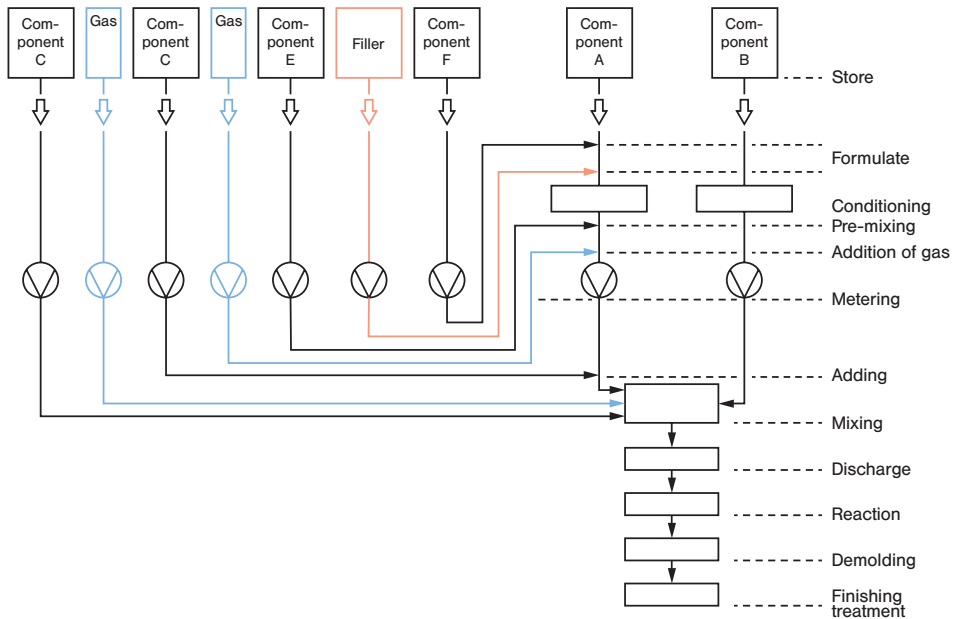 Com-
ponent
C
Gas
Com-
ponent
C
Gas
Com-
ponent
E
Filler
Com-
ponent
F
Com-
ponent
A
Com-
ponent
B
Store
Formulate
Conditioning
Pre-mixing
Addition of gas
Metering
Adding
Mixing
Discharge
Reaction
Demolding
Finishing
treatment